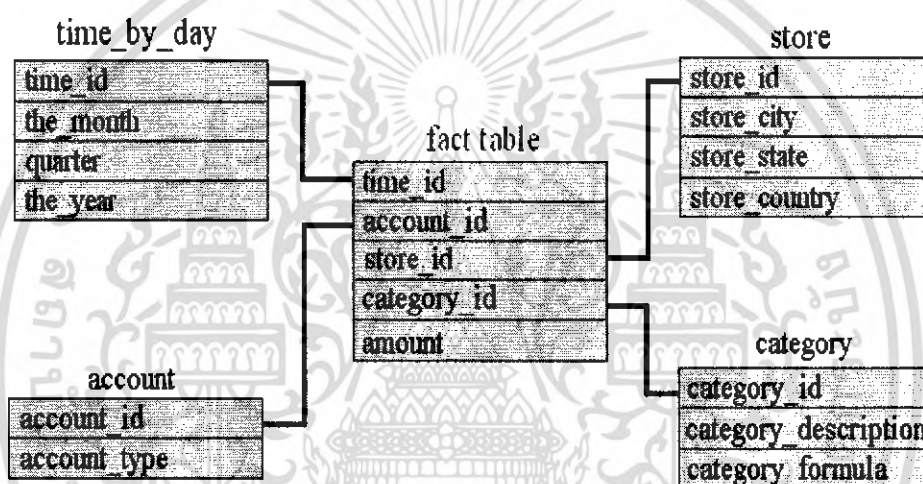 time_by_day
time_id
the_month
quarter
the_year
store
store_id
store_city
store_state
store_country
fact table
time_id
account_id
store_id
category_id
amount
account
account_id
account_type
category
category_id
category_description
category_formula